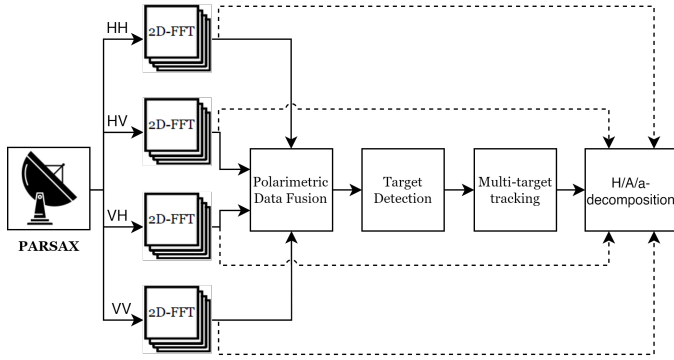 HH
2D-FFT
HV
2D-FFT
PARSAX
Polarimetric
Data Fusion
Target
Detection
Multi-target
tracking
H/A/a-
decomposition
VH
2D-FFT
VV
2D-FFT